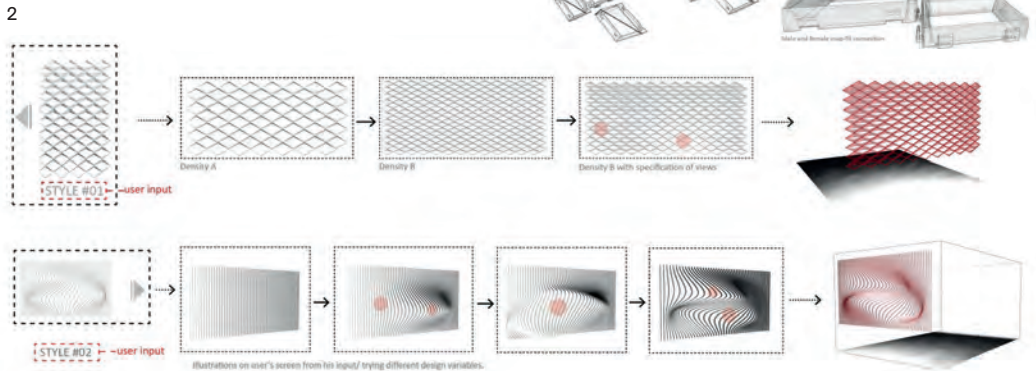 2
Male and female snap-fit connection
STYLE #01 user input
Density A
Density B
Density B with specification of views
STYLE #02 user input
Illustrations on user's screen from his input/ trying different design variables.